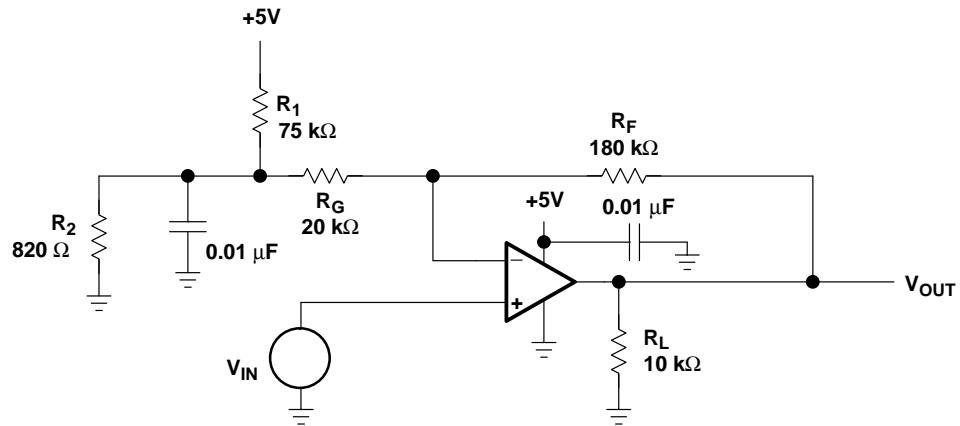 +5V
R1
75 kΩ
RF
180 kΩ
+5V
0.01 µF
R2
820 Ω
0.01 µF
RG
20 kΩ
−
+
VOUT
VIN
RL
10 kΩ